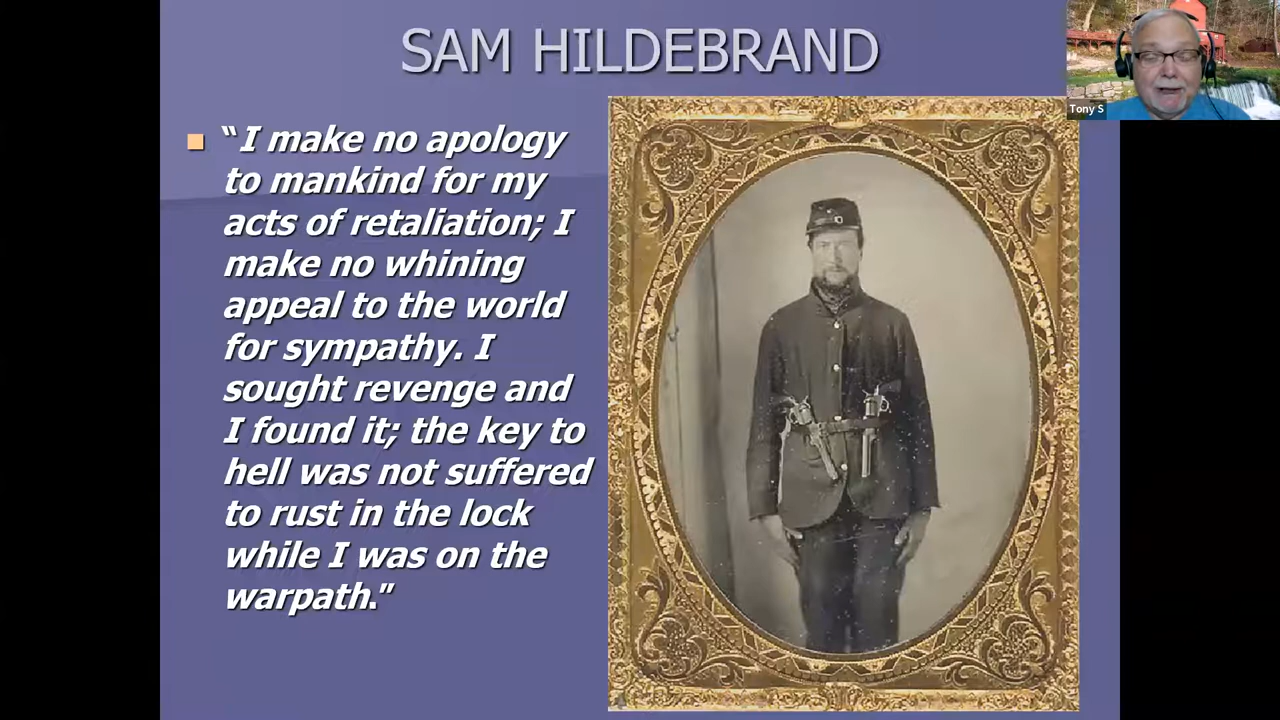 SAM HILDEBRAND
Tony S
"I make no apology
to mankind for my
acts of retaliation; I
make no whining
appeal to the world
for sympathy. I
sought revenge and
I found it; the key to
hell was not suffered
to rust in the lock
while I was on the
warpath."